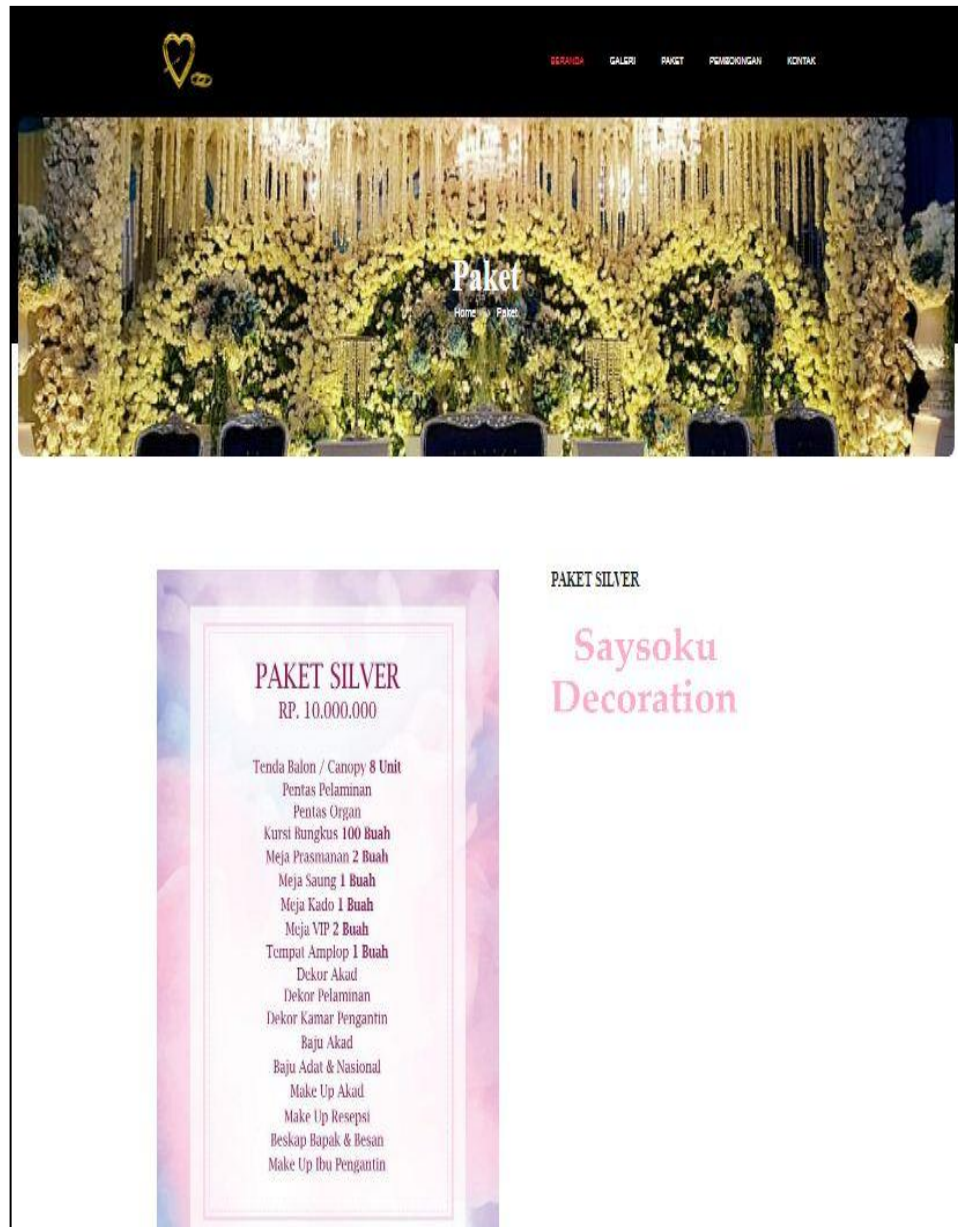 BERANDA GALERI PAKET PEMBOKINGAN KONTAK
Paket
Home Paket
PAKET SILVER
RP. 10.000.000
Tenda Balon / Canopy 8 Unit
Pentas Pelaminan
Pentas Organ
Kursi Bungkus 100 Buah
Meja Prasmanan 2 Buah
Meja Saung 1 Buah
Meja Kado 1 Buah
Meja VIP 2 Buah
Tempat Amplop 1 Buah
Dekor Akad
Dekor Pelaminan
Dekor Kamar Pengantin
Baju Akad
Baju Adat & Nasional
Make Up Akad
Make Up Resepsi
Beskap Bapak & Besan
Make Up Ibu Pengantin
PAKET SILVER
Saysoku
Decoration